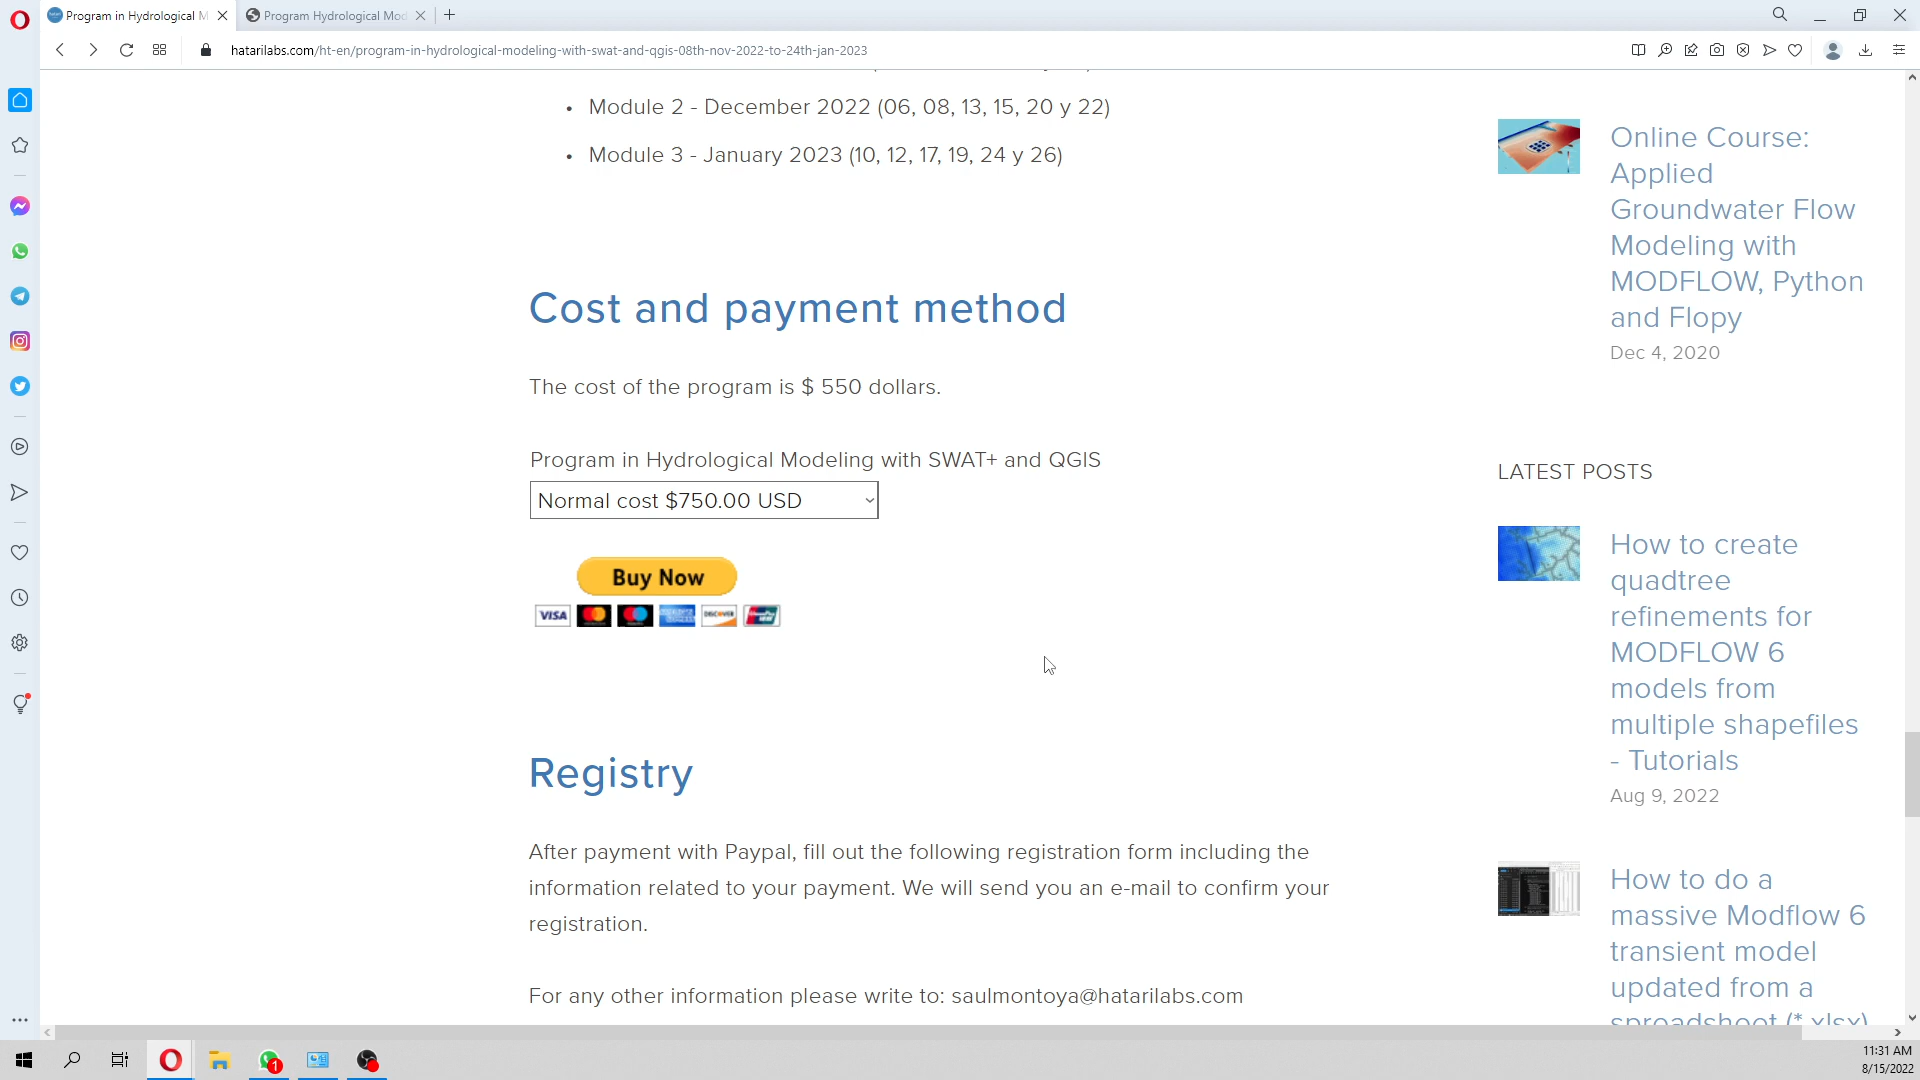 Program in Hydrological M
Program Hydrological Mod
hatarilabs.com/ht-en/program-in-hydrological-modeling-with-swat-and-qgis-08th-nov-2022-to-24th-jan-2023
• Module 2 - December 2022 (06, 08, 13, 15, 20 y 22)
• Module 3 - January 2023 (10, 12, 17, 19, 24 y 26)
Cost and payment method
The cost of the program is $ 550 dollars.
Program in Hydrological Modeling with SWAT+ and QGIS
Normal cost $750.00 USD
Buy Now
VISA
DISCOVER
Registry
After payment with Paypal, fill out the following registration form including the
information related to your payment. We will send you an e-mail to confirm your
registration.
For any other information please write to: saulmontoya@hatarilabs.com
Online Course:
Applied
Groundwater Flow
Modeling with
MODFLOW, Python
and Flopy
Dec 4, 2020
LATEST POSTS
How to create
quadtree
refinements for
MODFLOW 6
models from
multiple shapefiles
- Tutorials
Aug 9, 2022
How to do a
massive Modflow 6
transient model
updated from a
spreadsheet (*.xlsx)
1
11:31 AM
8/15/2022